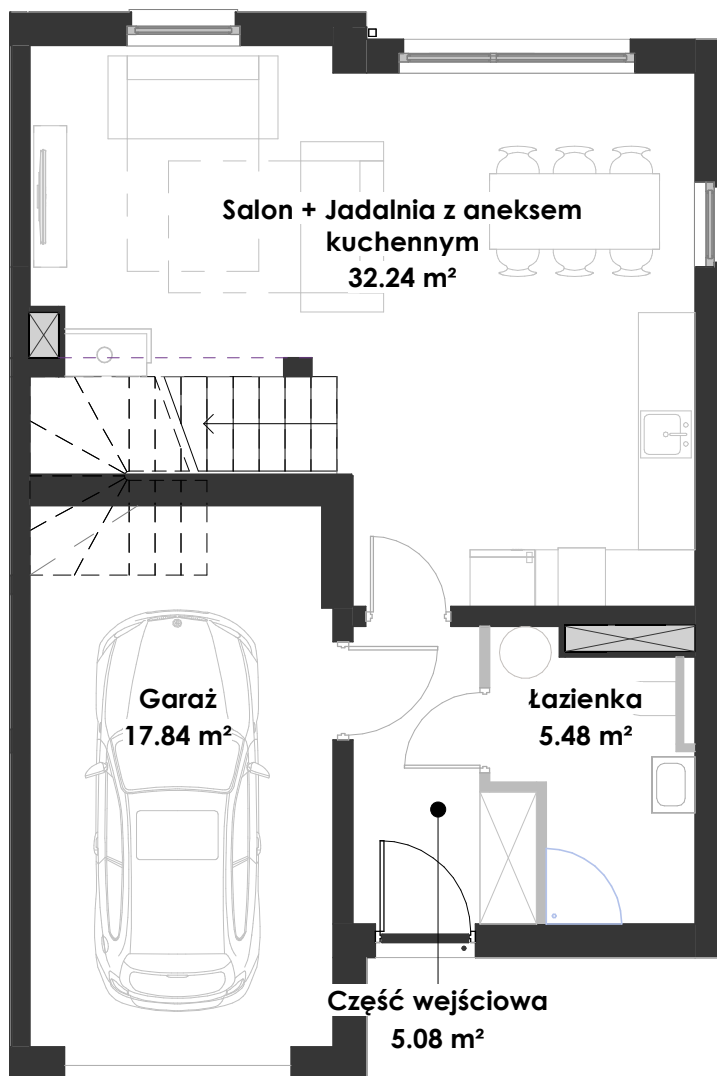 Salon + Jadalnia z aneksem
kuchennym
32.24 m²
Garaż
17.84 m²
Łazienka
5.48 m²
Część wejściowa
5.08 m²